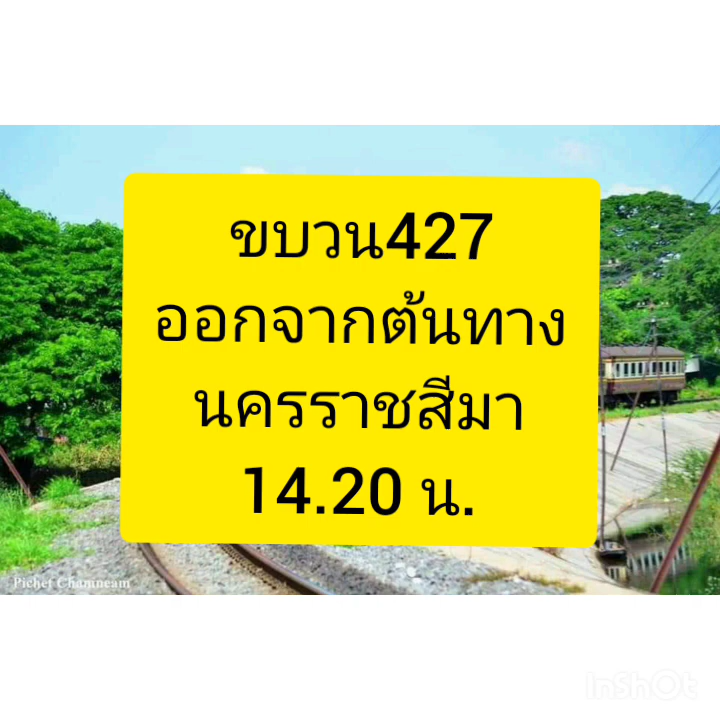 ขบวน427
ออกจากต้นทาง
นครราชสีมา
14.20 น.
Pichet Chamneam
InShOt